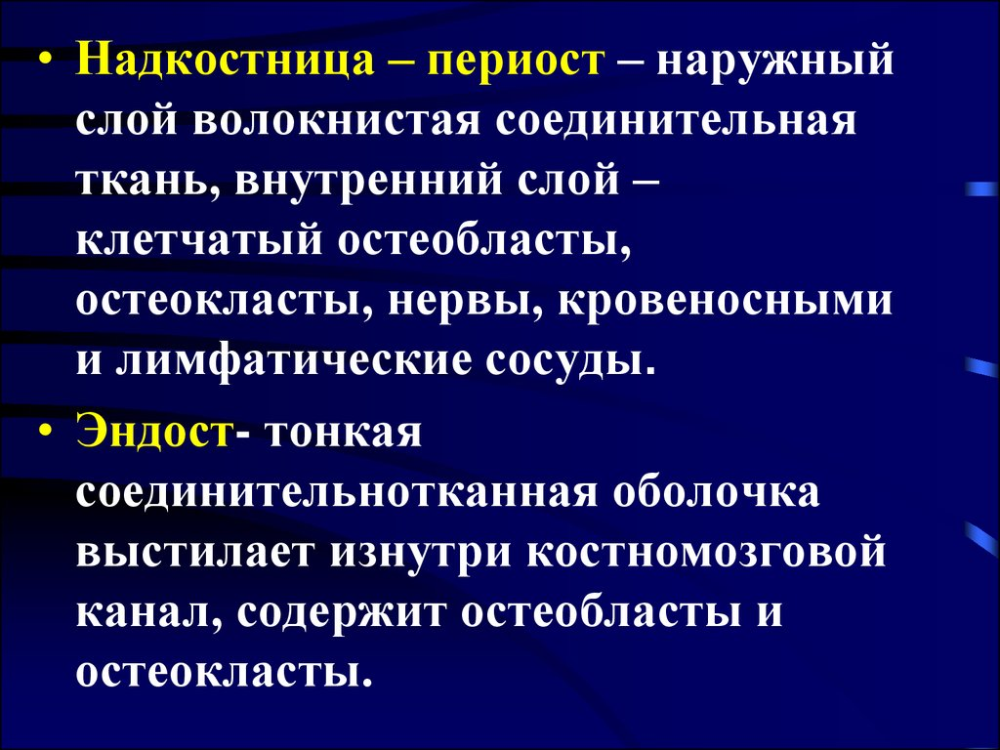 • Надкостница – периост – наружный
слой волокнистая соединительная
ткань, внутренний слой –
клетчатый остеобласты,
остеокласты, нервы, кровеносными
и лимфатические сосуды.
• Эндост- тонкая
соединительнотканная оболочка
выстилает изнутри костномозговой
канал, содержит остеобласты и
остеокласты.